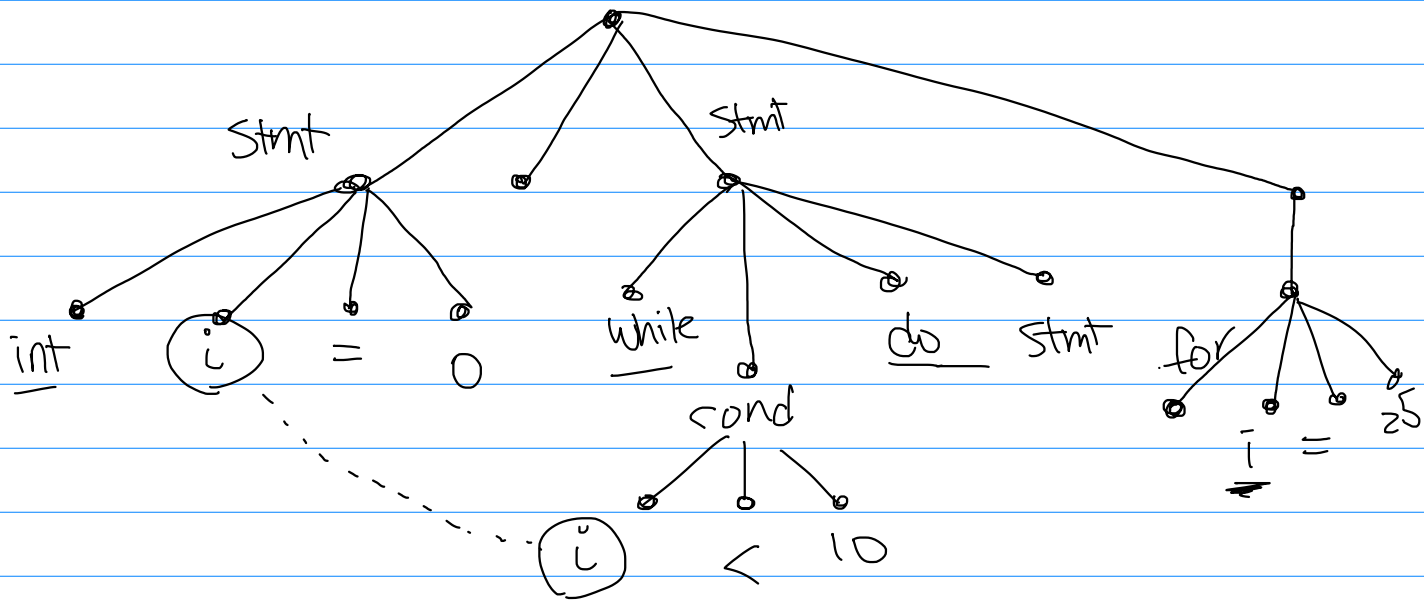 Stmt
Stmt
int i = 0
while do Stmt for
cond
i = 25
i < 10